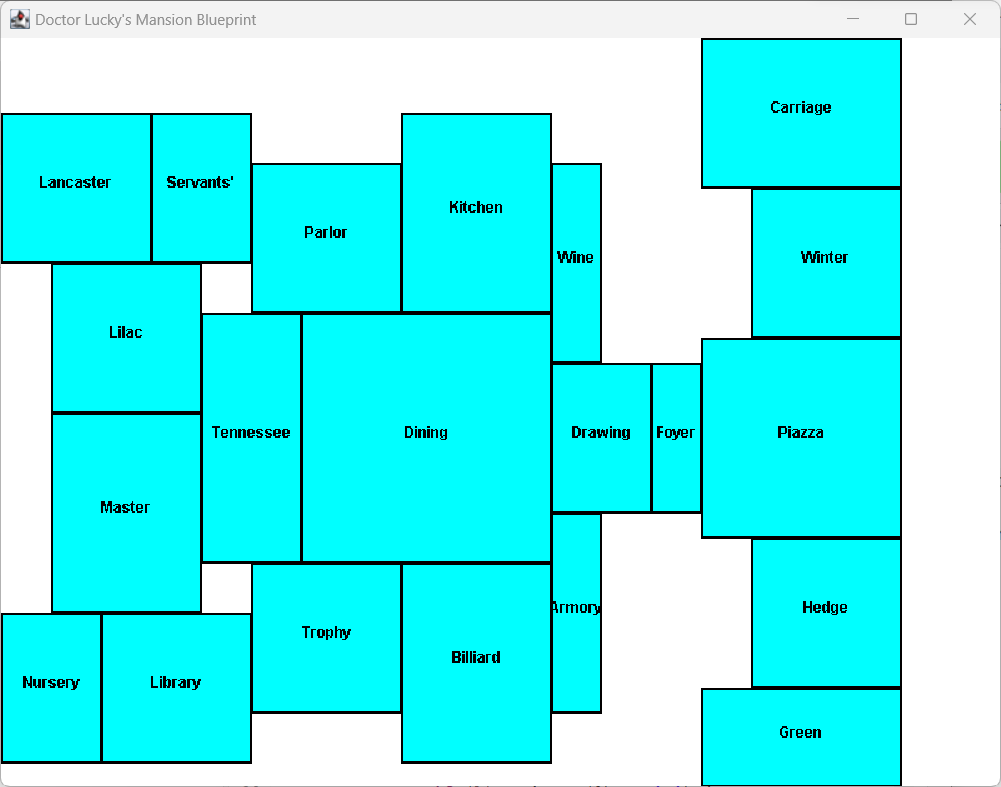 Doctor Lucky's Mansion Blueprint
Carriage
Lancaster
Servants'
Kitchen
Parlor
Wine
Winter
Lilac
Tennessee
Dining
Drawing
Foyer
Piazza
Master
Armory
Hedge
Trophy
Billiard
Nursery
Library
Green